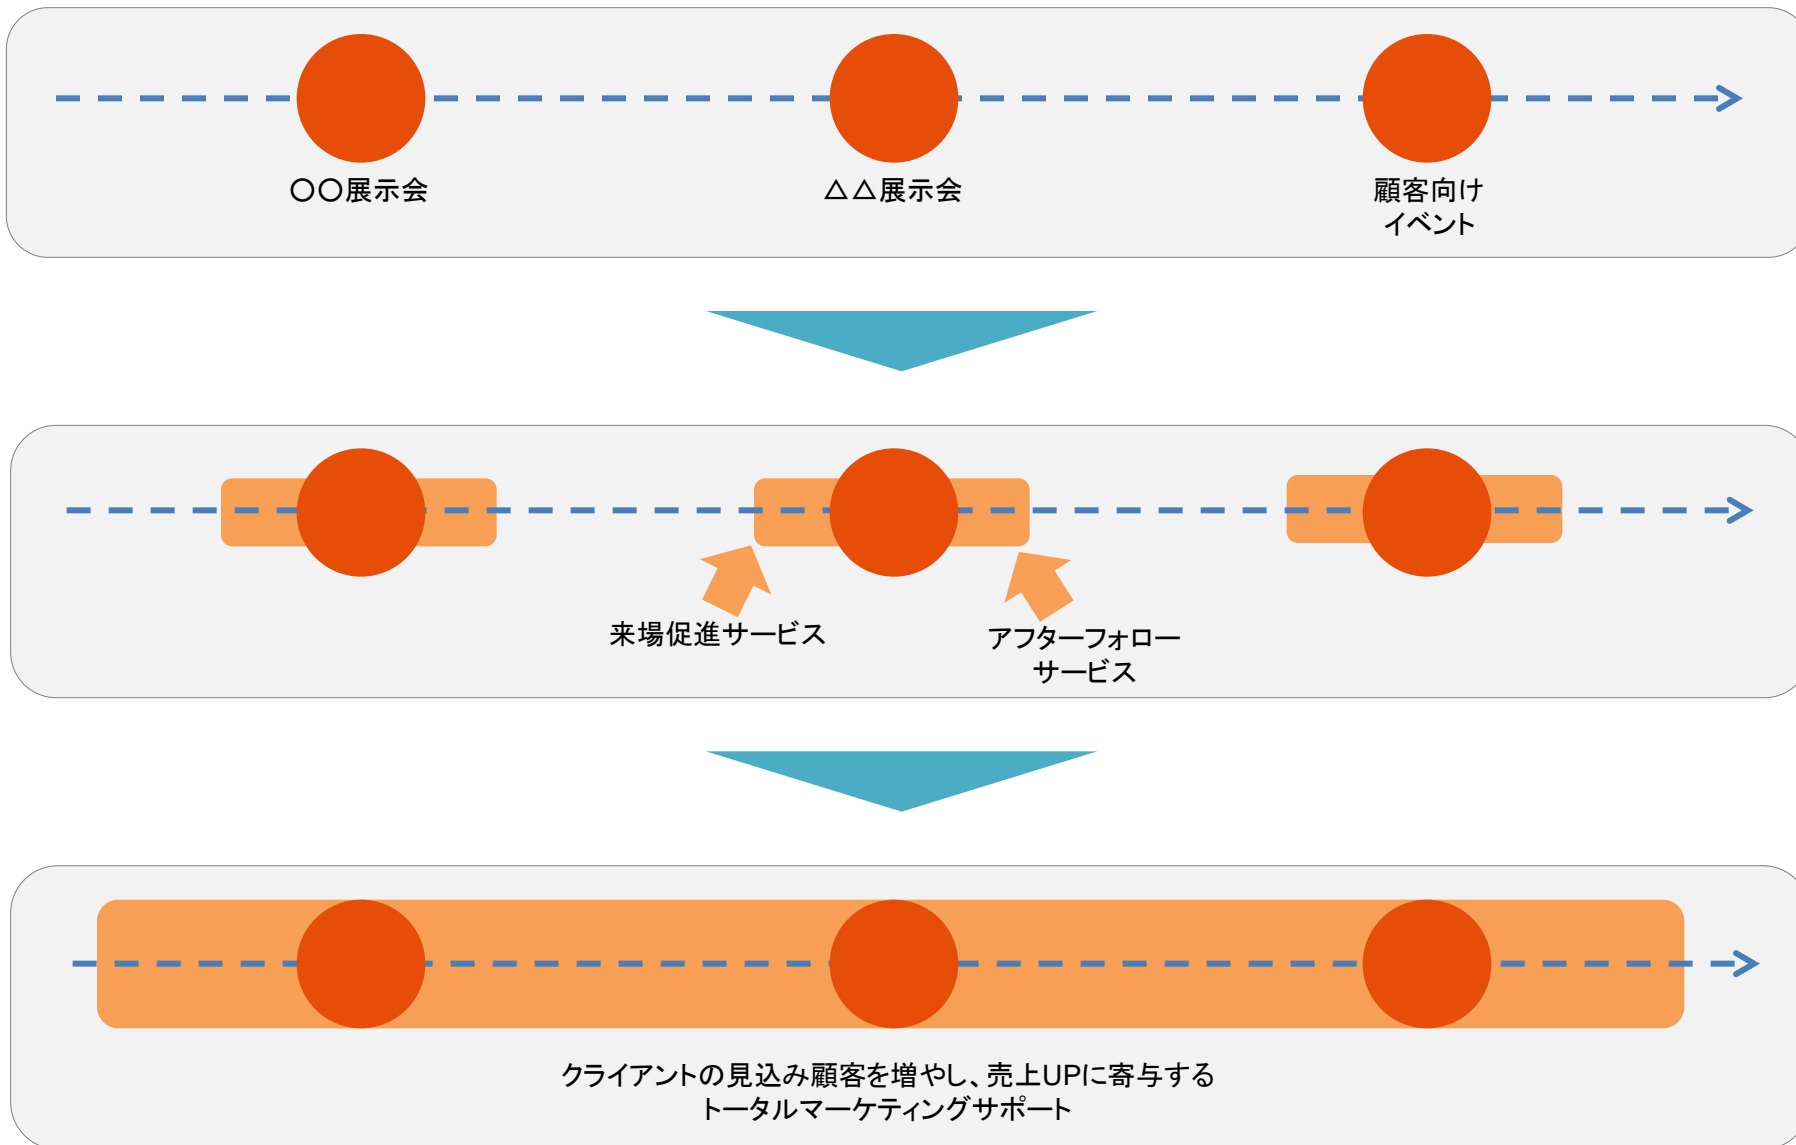 〇〇展示会
△△展示会
顧客向け
イベント
来場促進サービス
アフターフォロー
サービス
クライアントの見込み顧客を増やし、売上UPに寄与する
トータルマーケティングサポート